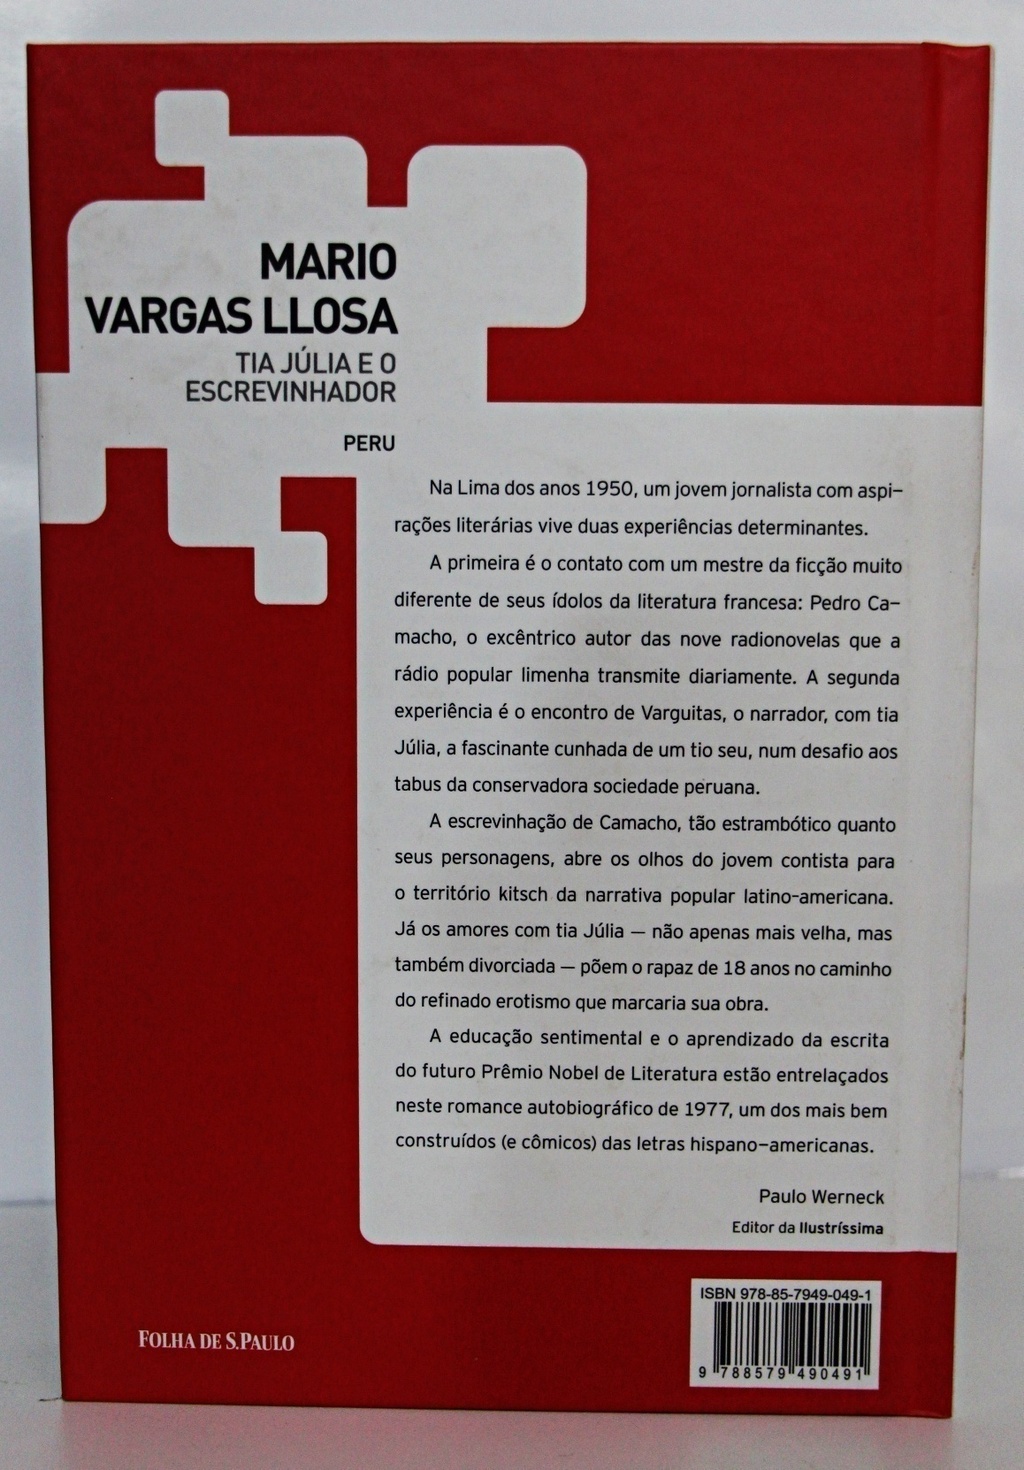 MARIO
VARGAS LLOSA
TIA JÚLIA E O
ESCREVINHADOR
PERU
Na Lima dos anos 1950, um jovem jornalista com aspi-
rações literárias vive duas experiências determinantes.
A primeira é o contato com um mestre da ficção muito
diferente de seus ídolos da literatura francesa: Pedro Ca-
macho, o excêntrico autor das nove radionovelas que a
rádio popular limenha transmite diariamente. A segunda
experiência é o encontro de Varguitas, o narrador, com tia
Júlia, a fascinante cunhada de um tio seu, num desafio aos
tabus da conservadora sociedade peruana.
A escrevinhação de Camacho, tão estrambótico quanto
seus personagens, abre os olhos do jovem contista para
o território kitsch da narrativa popular latino-americana.
Já os amores com tia Júlia — não apenas mais velha, mas
também divorciada — põem o rapaz de 18 anos no caminho
do refinado erotismo que marcaria sua obra.
A educação sentimental e o aprendizado da escrita
do futuro Prêmio Nobel de Literatura estão entrelaçados
neste romance autobiográfico de 1977, um dos mais bem
construídos (e cômicos) das letras hispano-americanas.
Paulo Werneck
Editor da Ilustríssima
ISBN 978-85-7949-049-1
9 788579 490491
FOLHA DE S.PAULO